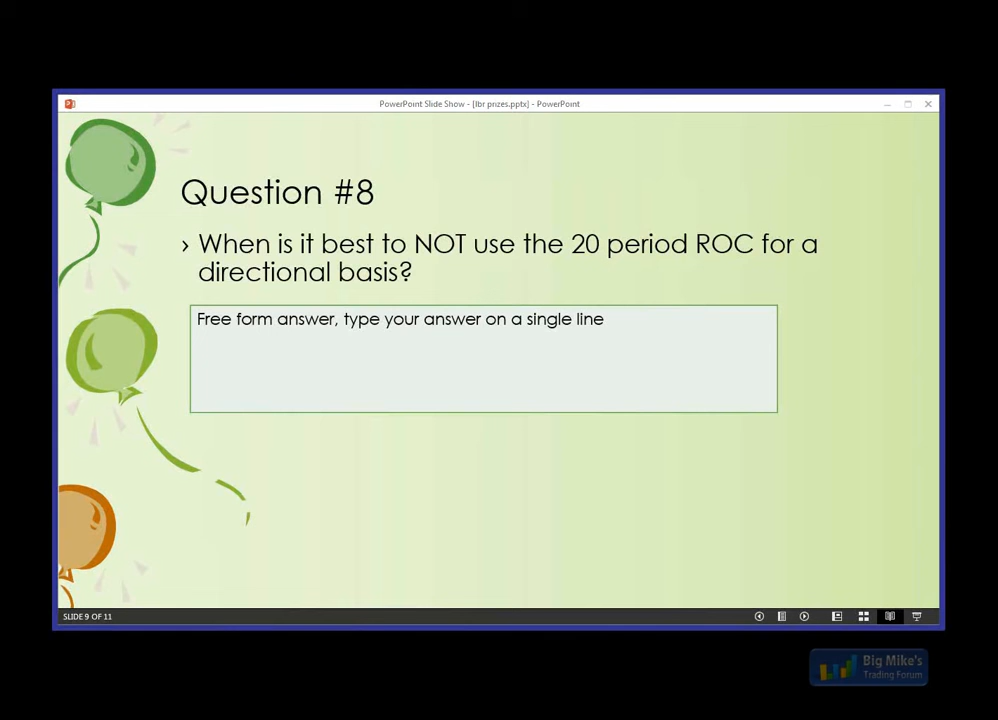 PowerPoint Slide Show - [lbr prizes.pptx] - PowerPoint
Question #8
› When is it best to NOT use the 20 period ROC for a
directional basis?
Free form answer, type your answer on a single line
SLIDE 9 OF 11
Big Mike's
Trading Forum